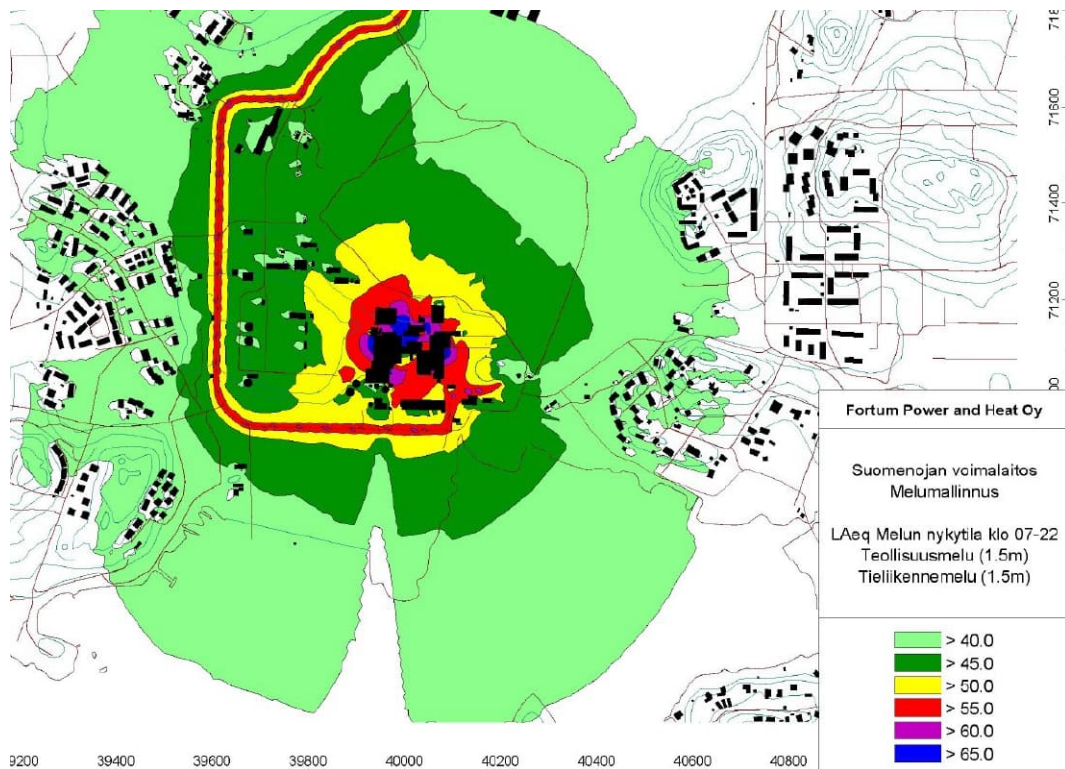 Fortum Power and Heat Oy
Suomenojan voimalaitos
Melumallinnus
LAeq Melun nykytila klo 07-22
Teollisuusmelu (1.5m)
Tieliikennemelu (1.5m)
> 40.0
> 45.0
> 50.0
> 55.0
> 60.0
> 65.0
71600
71400
71200
39400
39600
39800
40000
40200
40400
40600
40800